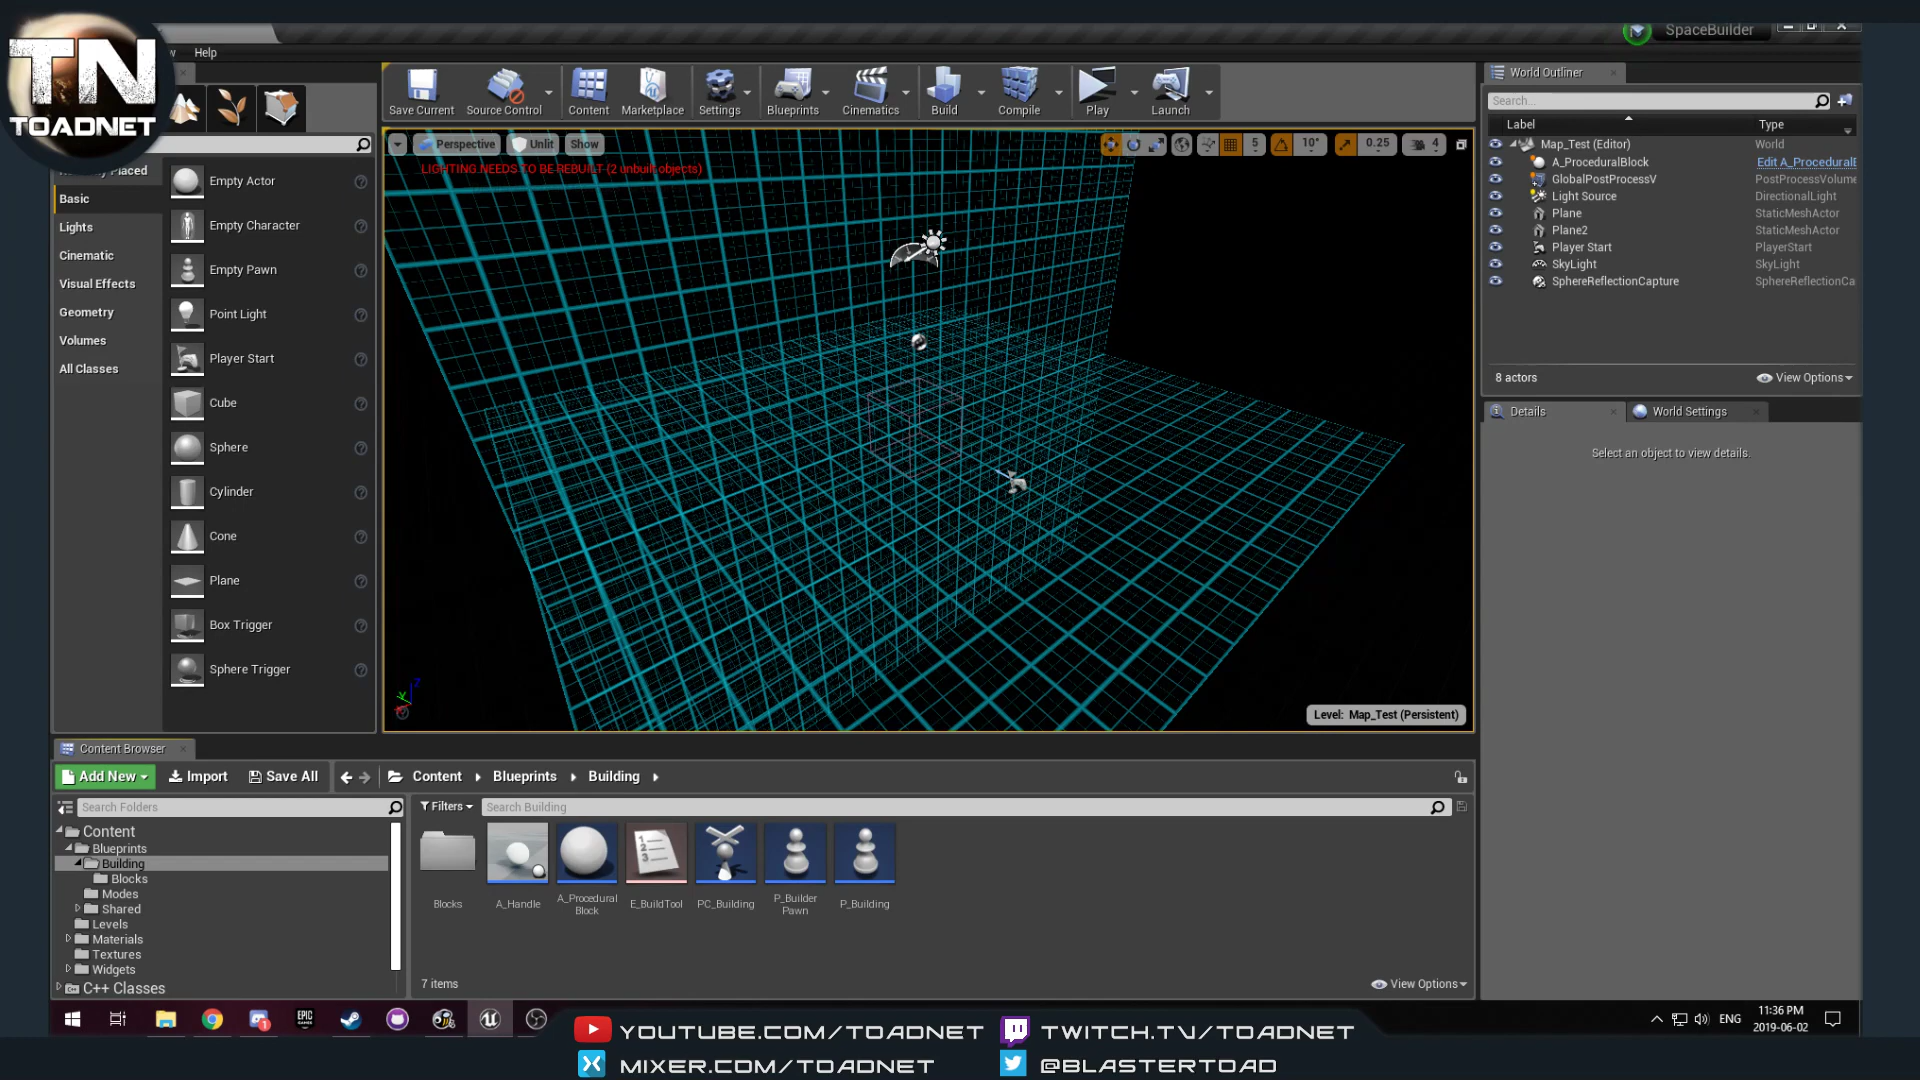 TN
TOADNET
Help
SpaceBuilder
Save Current
Source Control
Content
Marketplace
Settings
Blueprints
Cinematics
Build
Compile
Play
Launch
Basic
Lights
Cinematic
Visual Effects
Geometry
Volumes
All Classes
Empty Actor
Empty Character
Empty Pawn
Point Light
Player Start
Cube
Sphere
Cylinder
Cone
Plane
Box Trigger
Sphere Trigger
Perspective
Unlit
Show
5
10°
0.25
4
LIGHTING NEEDS TO BE REBUILT (2 unbuilt objects)
Z
Y
Level: Map_Test (Persistent)
World Outliner
Search...
Label
Type
Map_Test (Editor) World
A_ProceduralBlock Edit A_Procedural
GlobalPostProcessV PostProcessVolume
Light Source DirectionalLight
Plane StaticMeshActor
Plane2 StaticMeshActor
Player Start PlayerStart
SkyLight SkyLight
SphereReflectionCapture SphereReflectionCa
8 actors
View Options
Details
World Settings
Select an object to view details.
Content Browser
Add New
Import
Save All
Content
Blueprints
Building
Search Folders
Filters
Search Building
Content
Blueprints
Building
Blocks
Modes
Shared
Levels
Materials
Textures
Widgets
C++ Classes
Blocks
A_Handle
A_Procedural
Block
E_BuildTool
PC_Building
P_Builder
Pawn
P_Building
7 items
View Options
EPIC
GAMES
ENG
11:36 PM
2019-06-02
YOUTUBE.COM/TOADNET
TWITCH.TV/TOADNET
MIXER.COM/TOADNET
@BLASTERTOAD